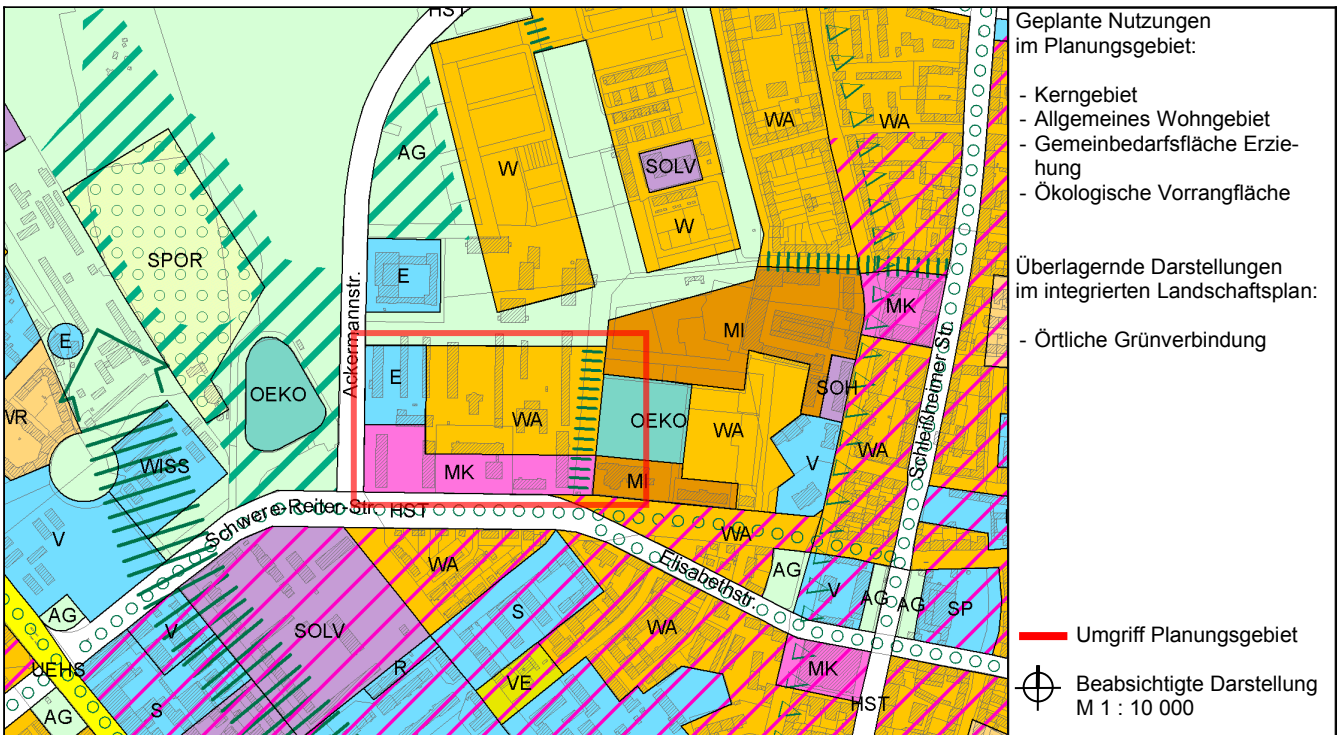 HST
WA
WA
AG
W
SOLV
W
SPOR
E
MK
MI
E
Ackermannstr.
E
OEKO
SOH
Schleißheimer Str.
WR
WA
OEKO
WA
WA
V
WISS
MK
MI
Schwere-Reiter-Str.
HST
V
WA
WA
Elisabethstr.
AG
V
AG
AG
SP
S
AG
V
SOLV
WA
UEHS
R
VE
MK
S
HST
AG
Geplante Nutzungen
im Planungsgebiet:
- Kerngebiet
- Allgemeines Wohngebiet
- Gemeinbedarfsfläche Erzie-
hung
- Ökologische Vorrangfläche
Überlagernde Darstellungen
im integrierten Landschaftsplan:
- Örtliche Grünverbindung
Umgriff Planungsgebiet
Beabsichtigte Darstellung
M 1 : 10 000